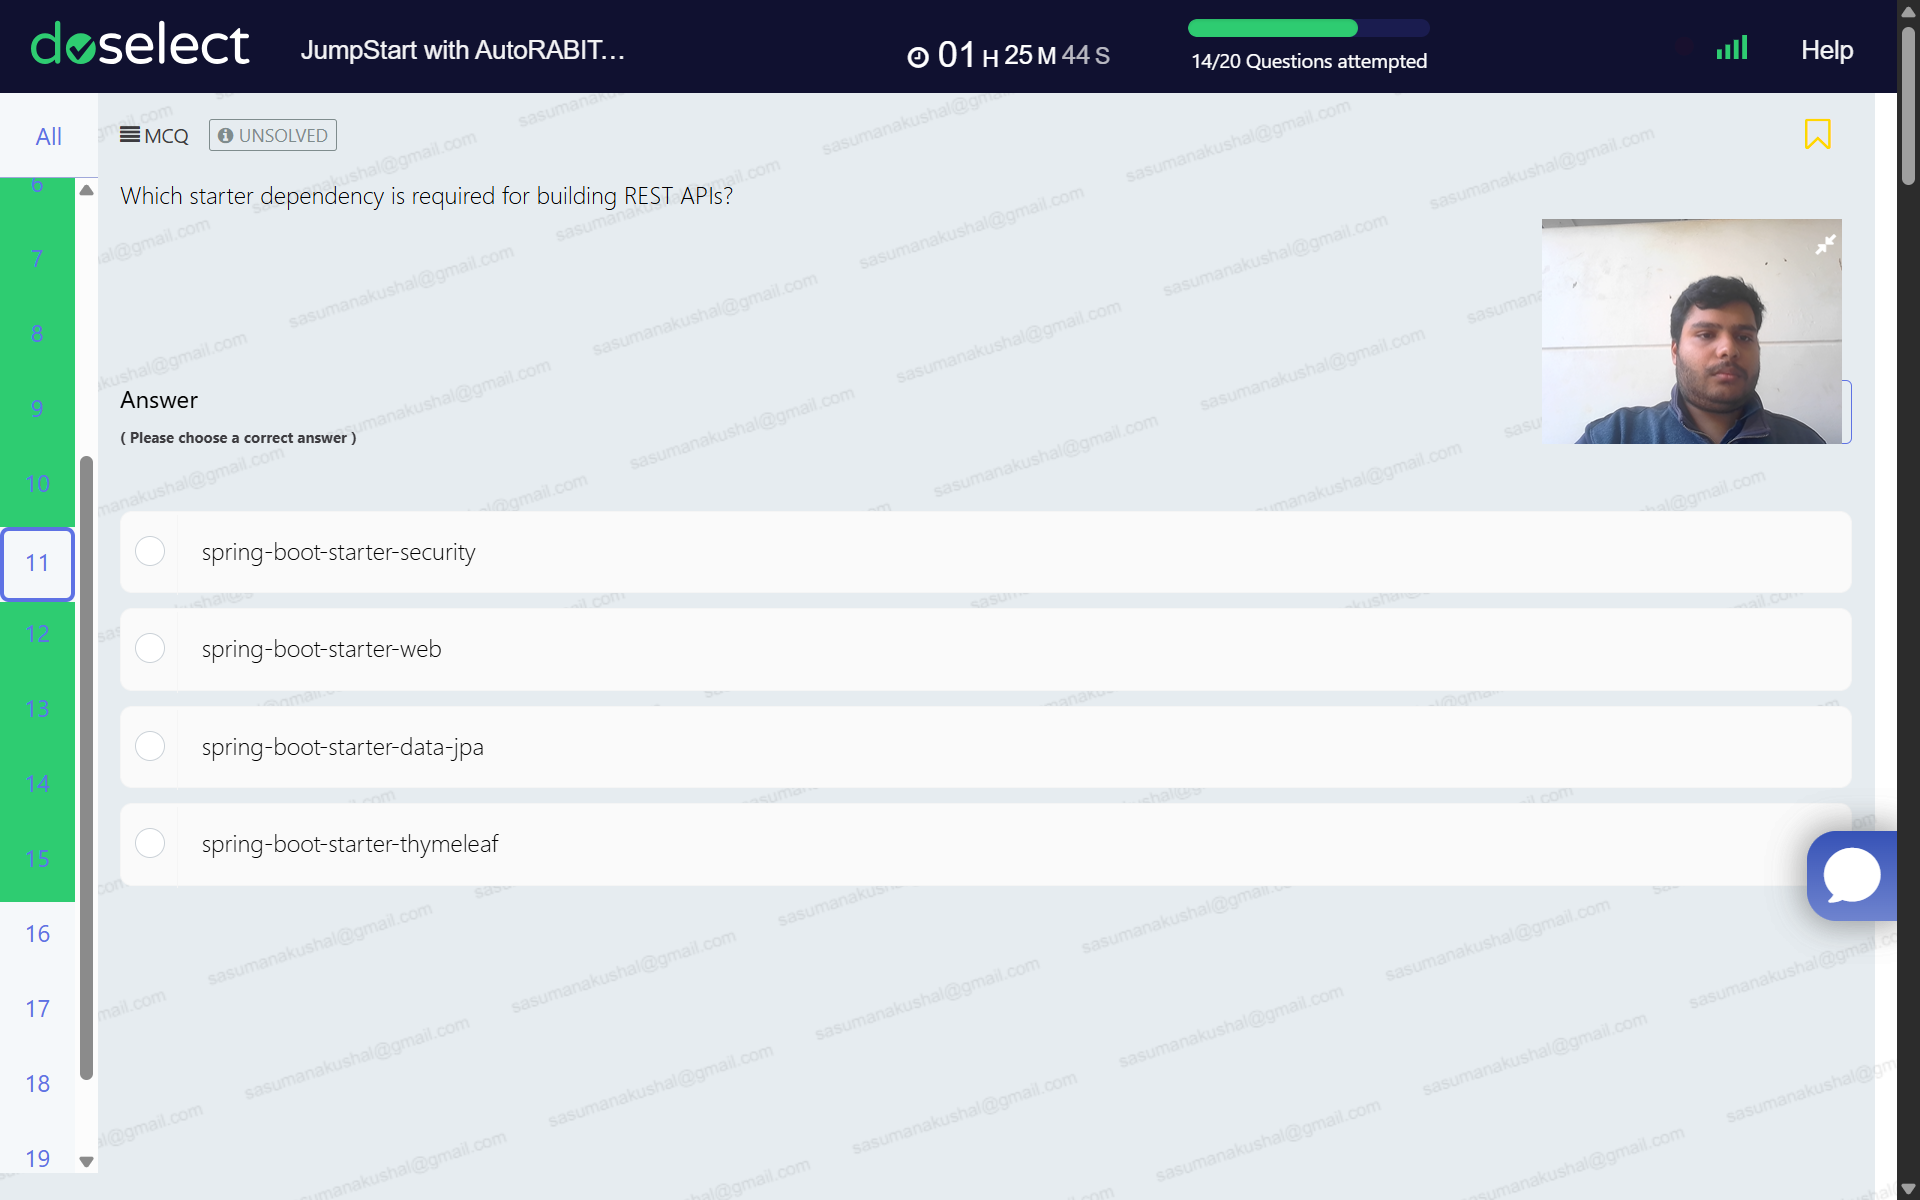 doselect
JumpStart with AutoRABIT...
01 H 25 M 44 S
14/20 Questions attempted
Help
All
MCQ
UNSOLVED
Which starter dependency is required for building REST APIs?
Answer
( Please choose a correct answer )
spring-boot-starter-security
spring-boot-starter-web
spring-boot-starter-data-jpa
spring-boot-starter-thymeleaf
6
7
8
9
10
11
12
13
14
15
16
17
18
19
sasumanakushal@gmail.com